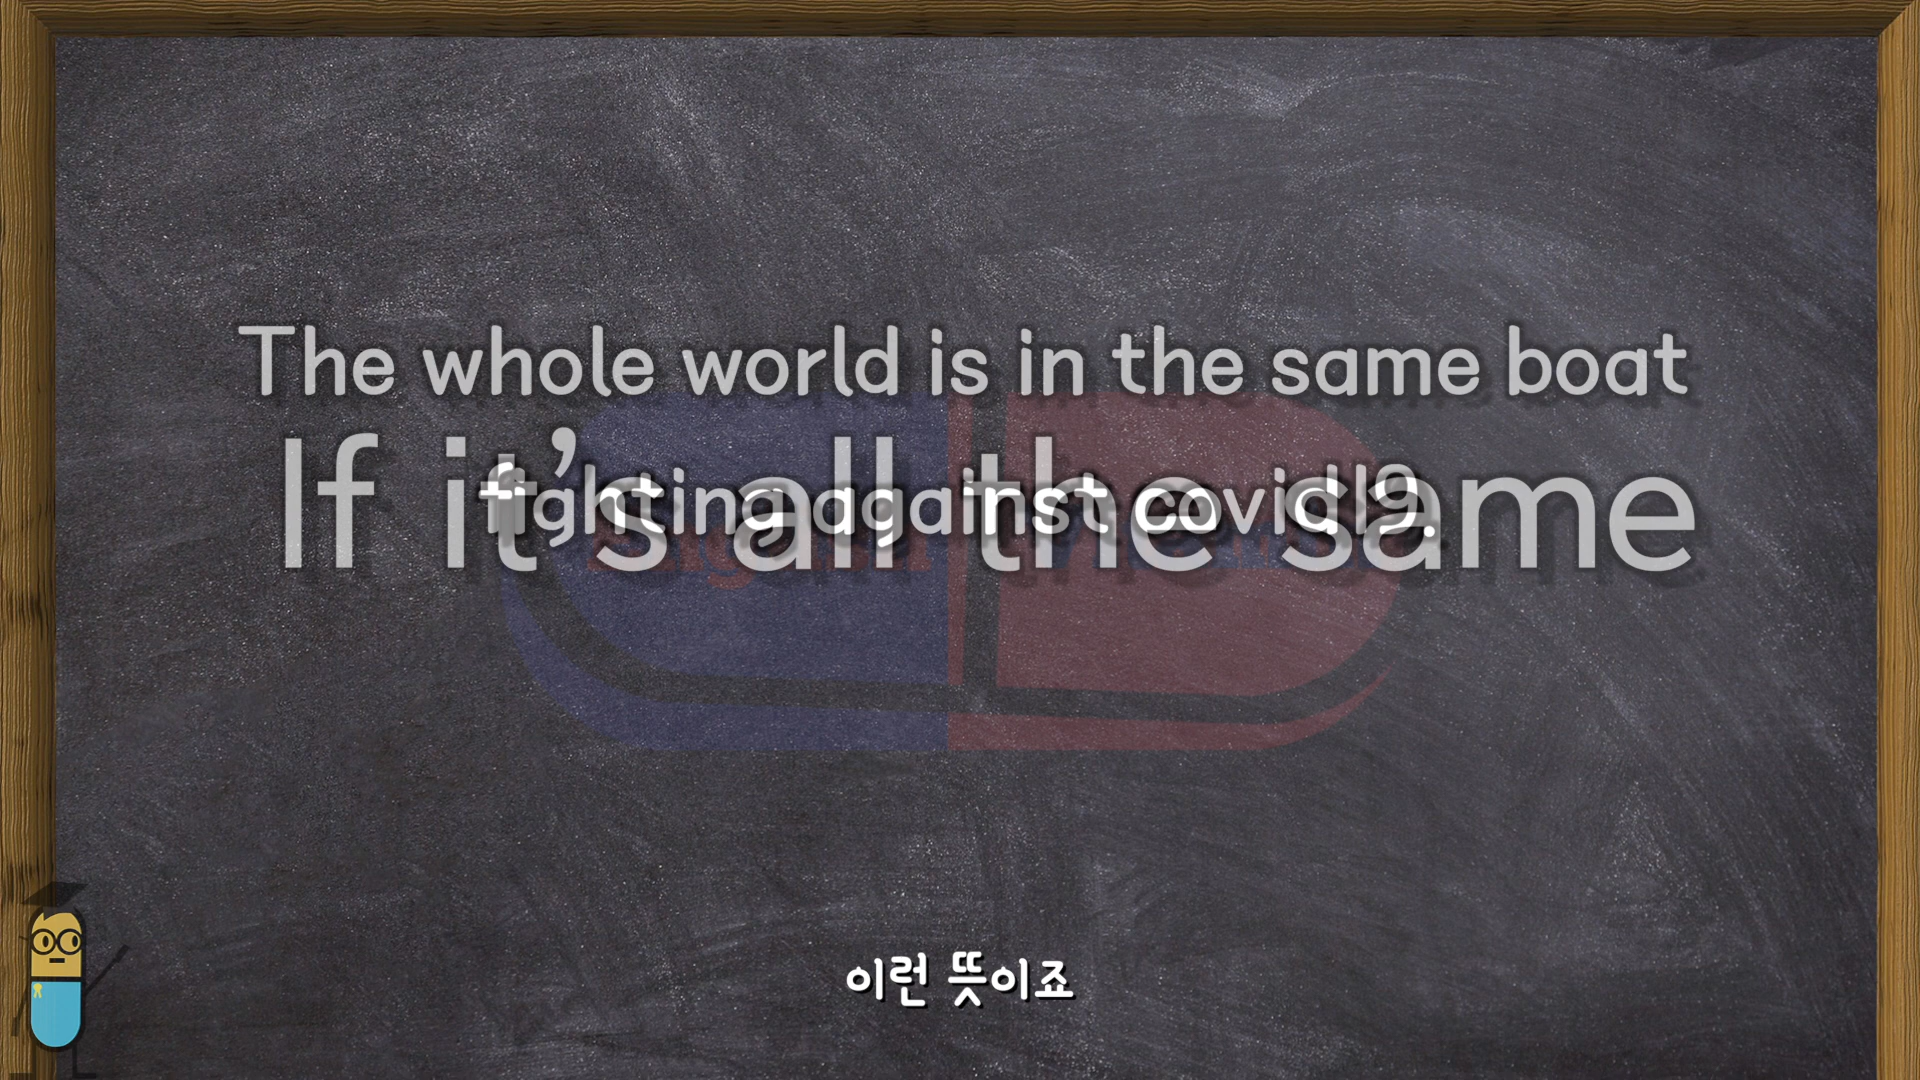 The whole world is in the same boat
fighting against covid19.
If it’s all the same
이런 뜻이죠